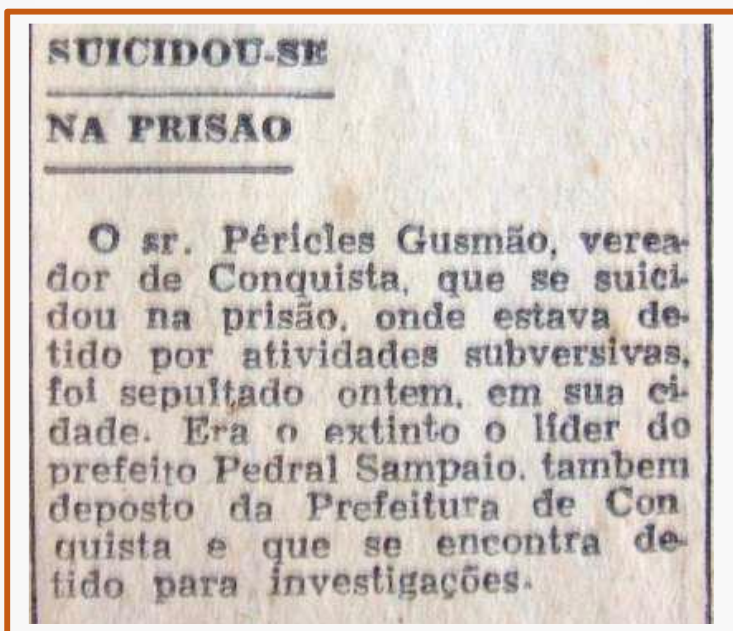 SUICIDOU-SE
NA PRISAO
O sr. Péricles Gusmão, verea-
dor de Conquista, que se suici-
dou na prisão, onde estava de-
tido por atividades subversivas,
foi sepultado ontem, em sua ci-
dade. Era o extinto o líder do
prefeito Pedral Sampaio, tambem
deposto da Prefeitura de Con
quista e que se encontra de-
tido para investigações.